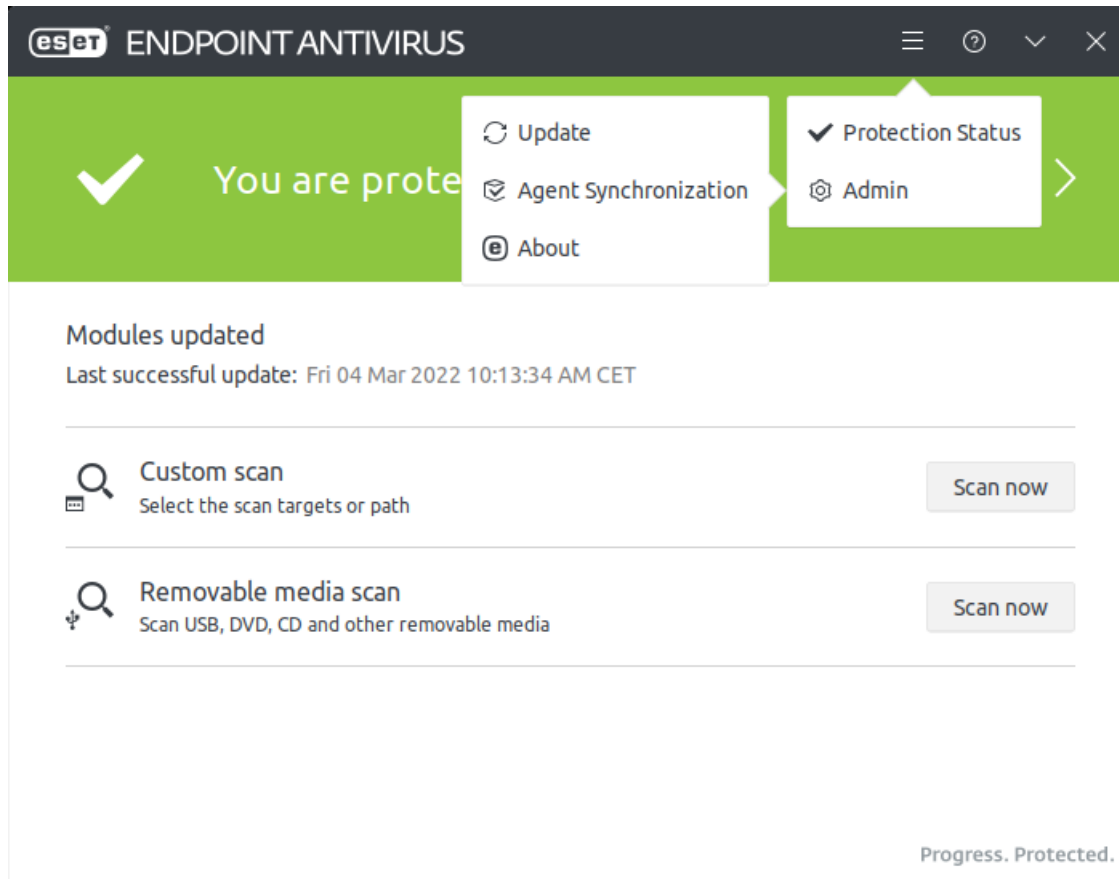 eseT ENDPOINT ANTIVIRUS
You are prote
Update
Agent Synchronization
About
Protection Status
Admin
Modules updated
Last successful update: Fri 04 Mar 2022 10:13:34 AM CET
Custom scan
Select the scan targets or path
Scan now
Removable media scan
Scan USB, DVD, CD and other removable media
Scan now
Progress. Protected.